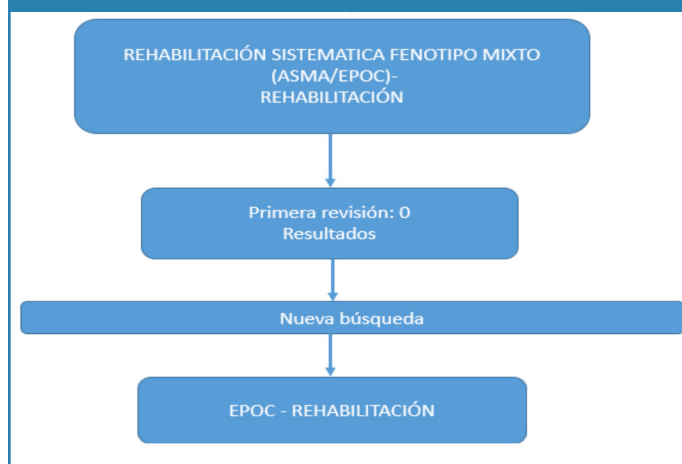 REHABILITACIÓN SISTEMATICA FENOTIPO MIXTO
(ASMA/EPOC)-
REHABILITACIÓN
Primera revisión: 0
Resultados
Nueva búsqueda
EPOC - REHABILITACIÓN